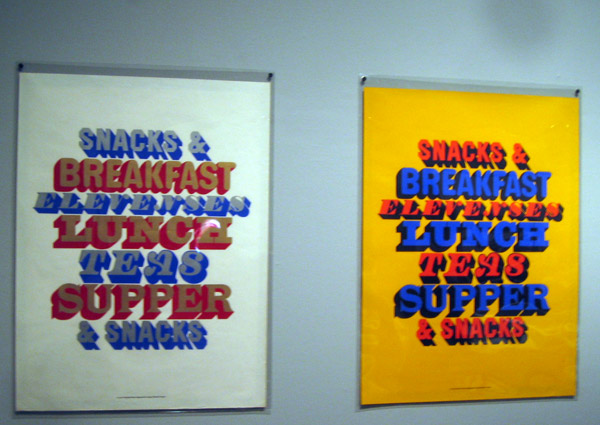 SNACKS &
BREAKFAST
ELEVENSES
LUNCH
TEAS
SUPPER
& SNACKS
SNACKS &
BREAKFAST
ELEVENSES
LUNCH
TEAS
SUPPER
& SNACKS